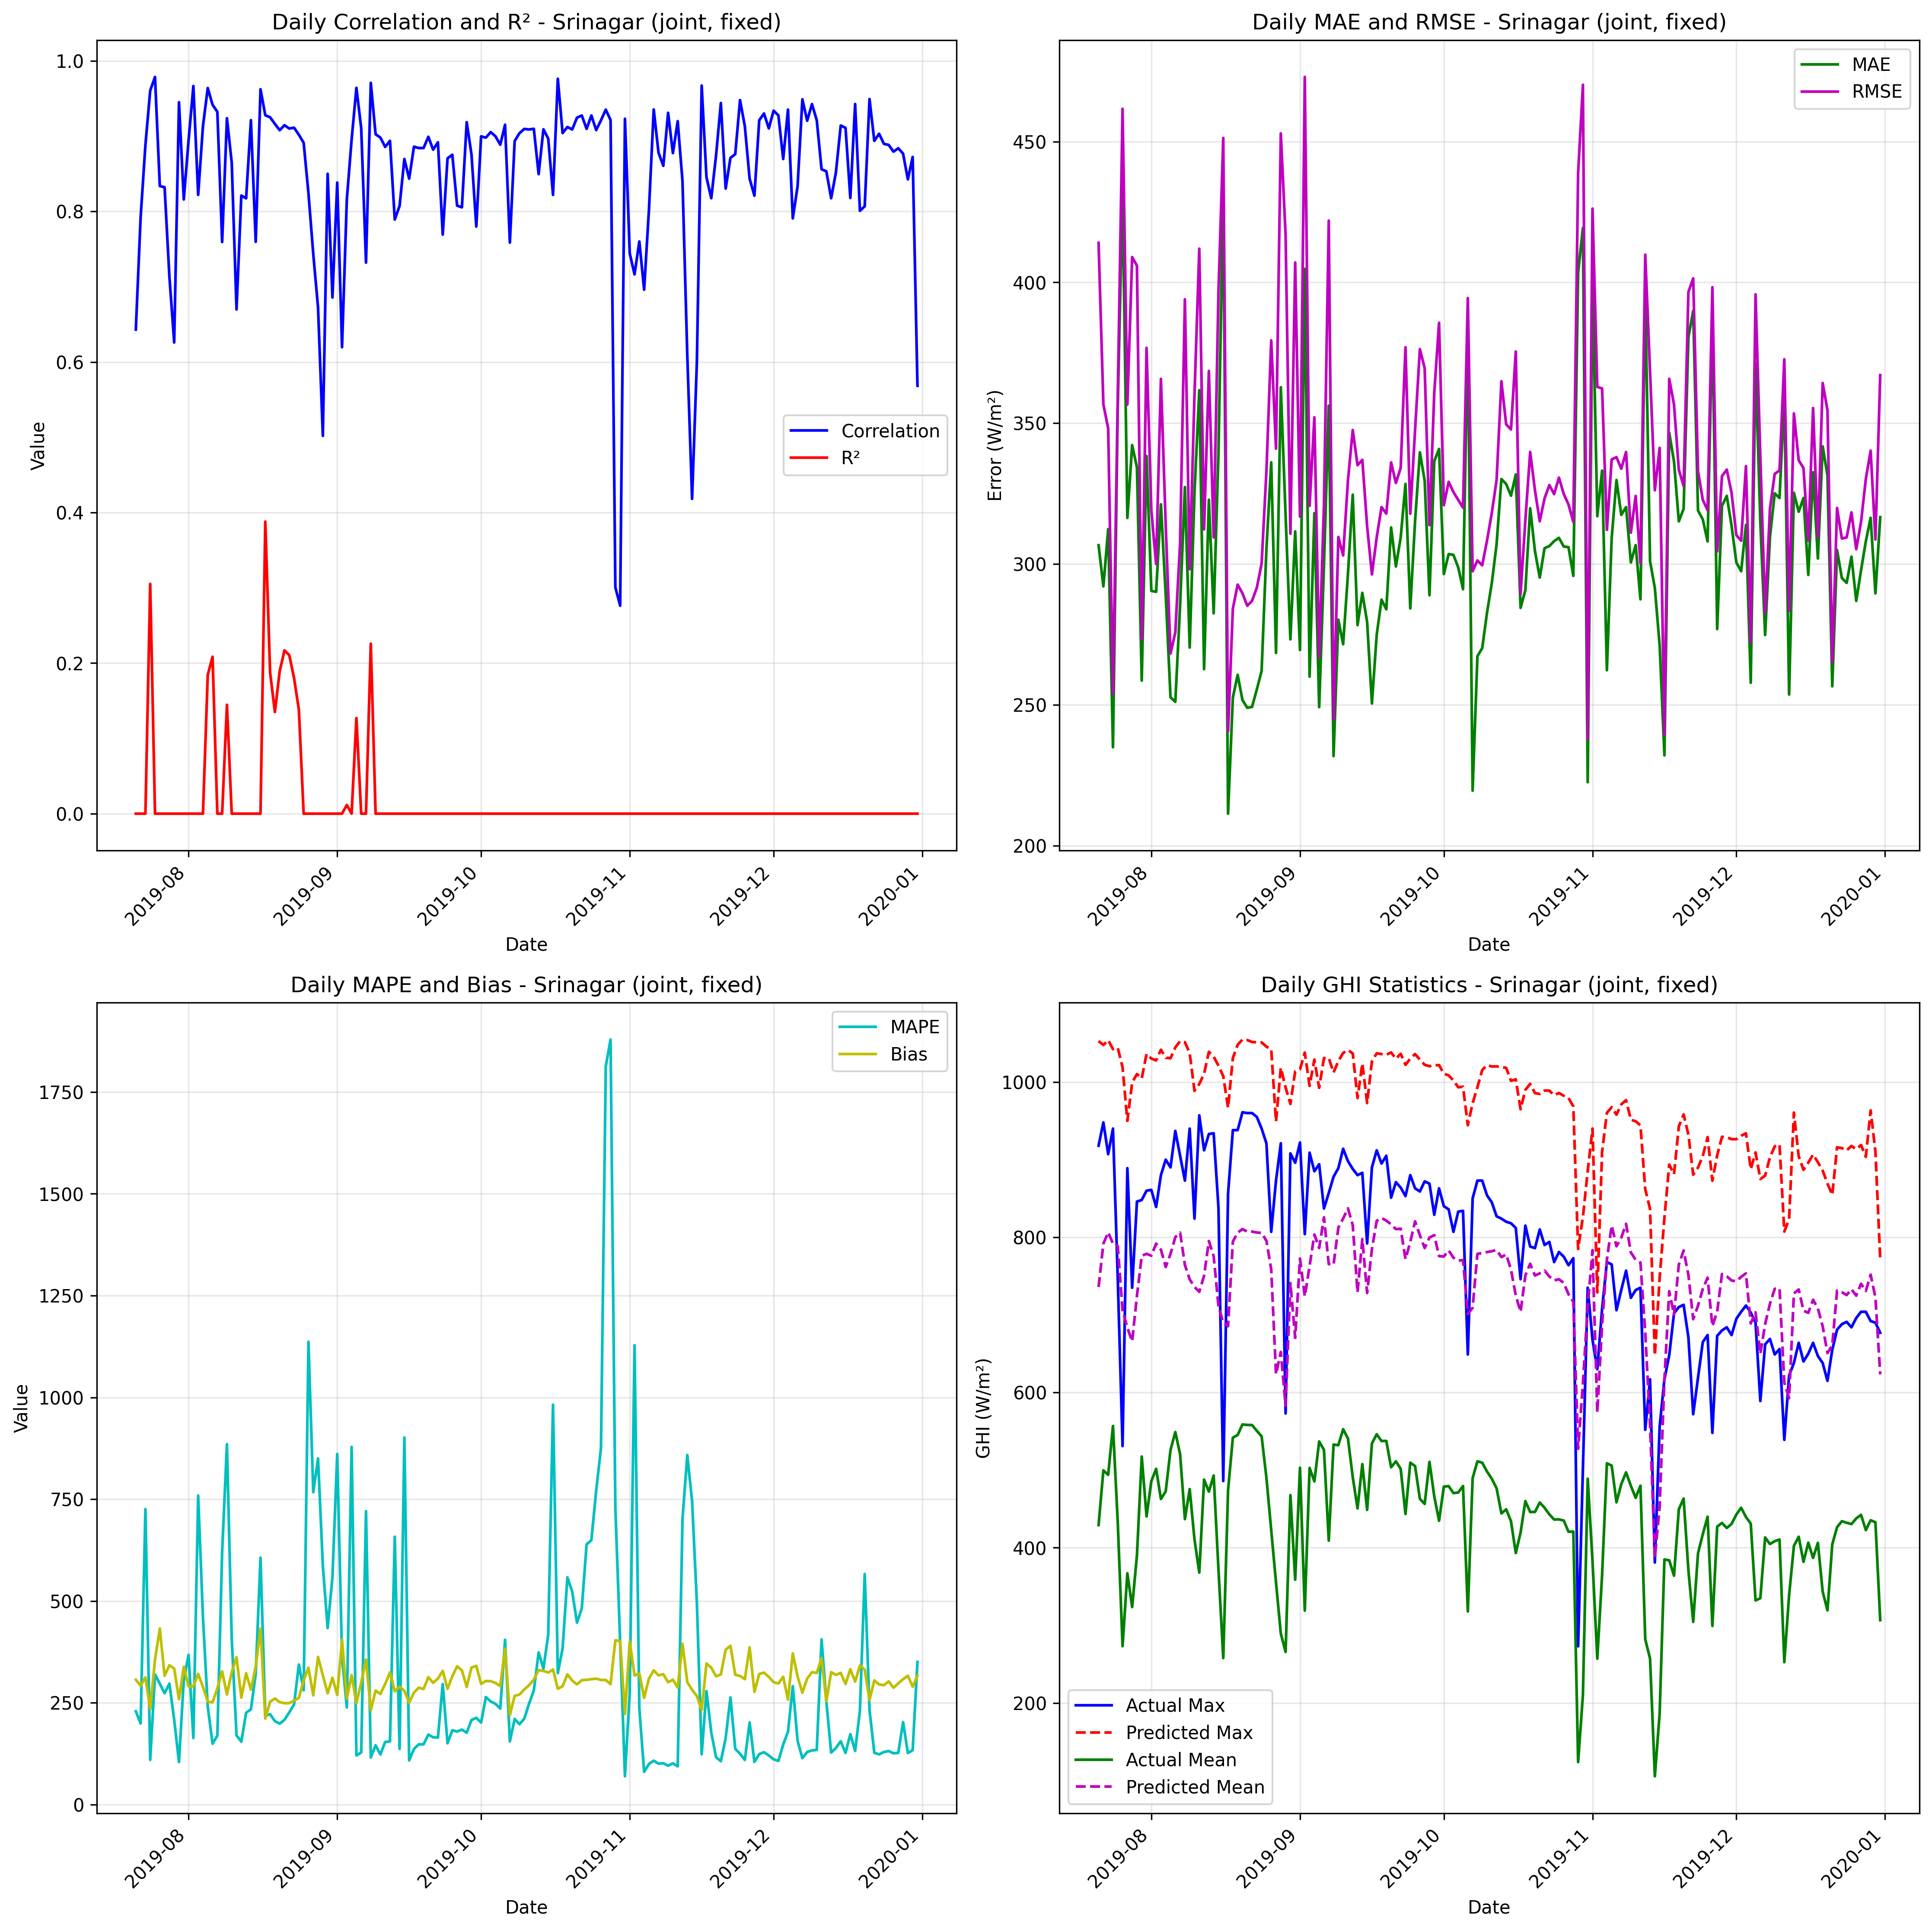 Daily Correlation and R² - Srinagar (joint, fixed)
1.0
0.8
0.6
0.4
0.2
0.0
Value
Correlation
R²
2019-08
2019-09
2019-10
2019-11
2019-12
2020-01
Date
Daily MAE and RMSE - Srinagar (joint, fixed)
MAE
RMSE
450
400
350
300
250
200
Error (W/m²)
2019-08
2019-09
2019-10
2019-11
2019-12
2020-01
Date
Daily MAPE and Bias - Srinagar (joint, fixed)
MAPE
Bias
1750
1500
1250
1000
750
500
250
0
Value
2019-08
2019-09
2019-10
2019-11
2019-12
2020-01
Date
Daily GHI Statistics - Srinagar (joint, fixed)
1000
800
600
400
200
GHI (W/m²)
Actual Max
Predicted Max
Actual Mean
Predicted Mean
2019-08
2019-09
2019-10
2019-11
2019-12
2020-01
Date